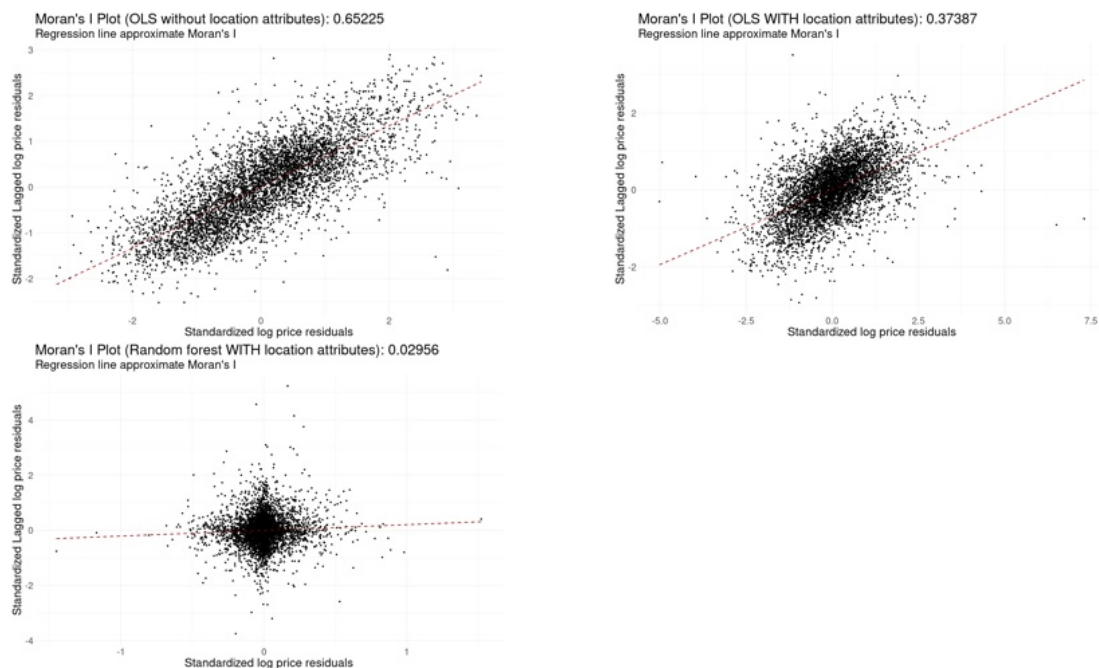 Moran's I Plot (OLS without location attributes): 0.65225
Regression line approximate Moran's I
3
2
1
0
-1
-2
Standardized Lagged log price residuals
-2
0
2
Standardized log price residuals
Moran's I Plot (OLS WITH location attributes): 0.37387
Regression line approximate Moran's I
2
0
-2
Standardized Lagged log price residuals
-5.0
-2.5
0.0
2.5
5.0
7.5
Standardized log price residuals
Moran's I Plot (Random forest WITH location attributes): 0.02956
Regression line approximate Moran's I
4
2
0
-2
-4
Standardized Lagged log price residuals
-1
0
1
Standardized log price residuals